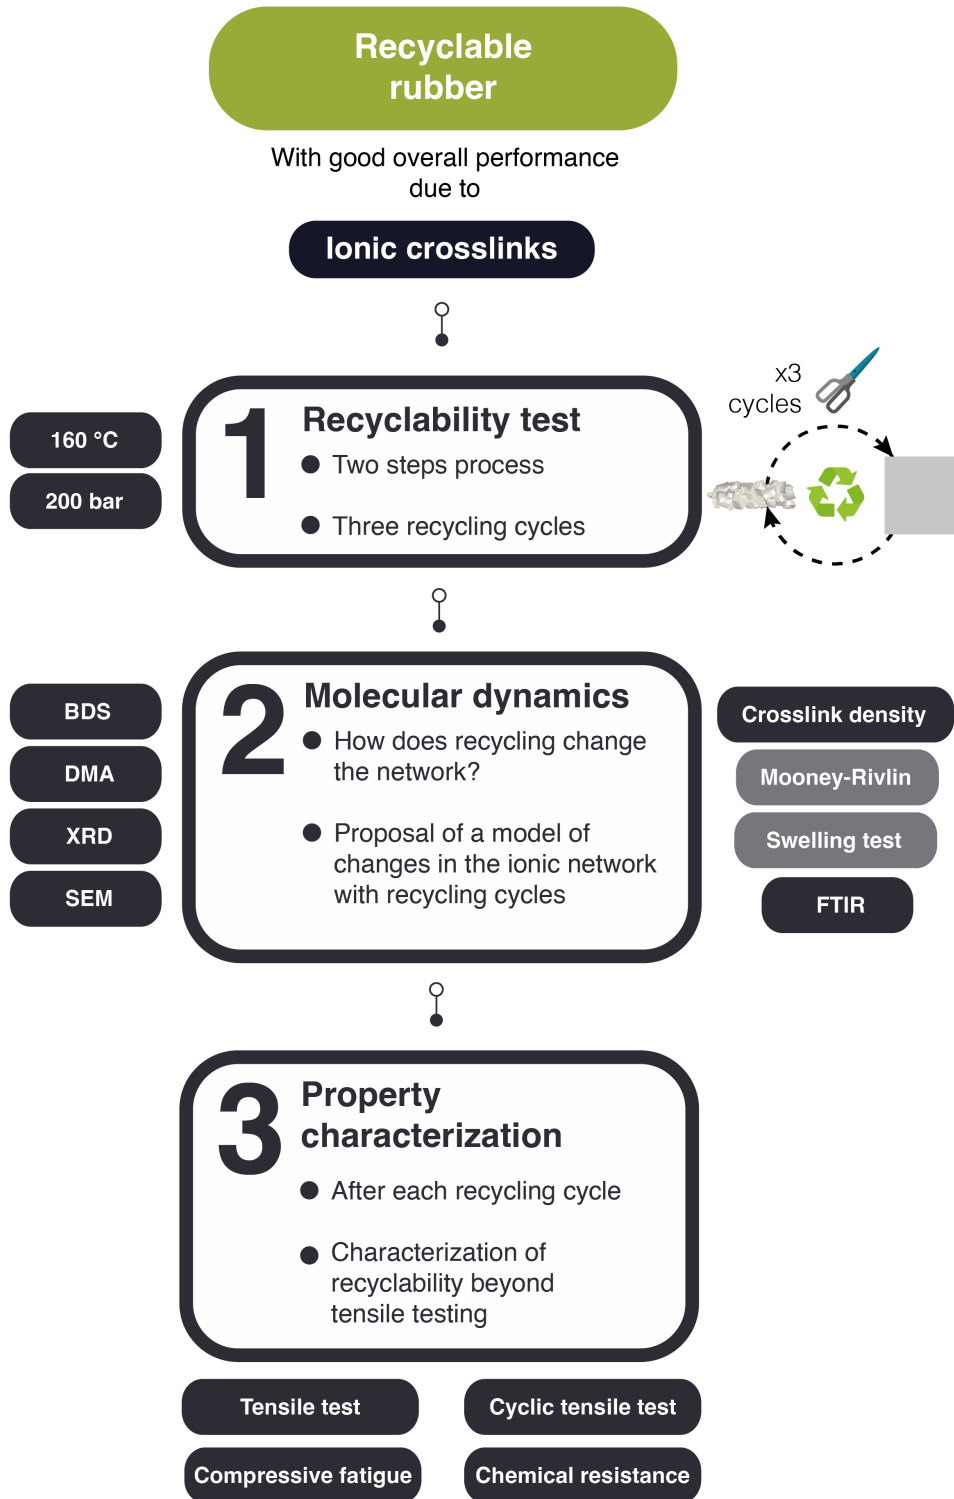 Recyclable
rubber
With good overall performance
due to
Ionic crosslinks
160 °C
200 bar
1
Recyclability test
Two steps process
Three recycling cycles
x3
cycles
BDS
DMA
XRD
SEM
2
Molecular dynamics
How does recycling change
the network?
Proposal of a model of
changes in the ionic network
with recycling cycles
Crosslink density
Mooney-Rivlin
Swelling test
FTIR
3
Property
characterization
After each recycling cycle
Characterization of
recyclability beyond
tensile testing
Tensile test
Cyclic tensile test
Compressive fatigue
Chemical resistance